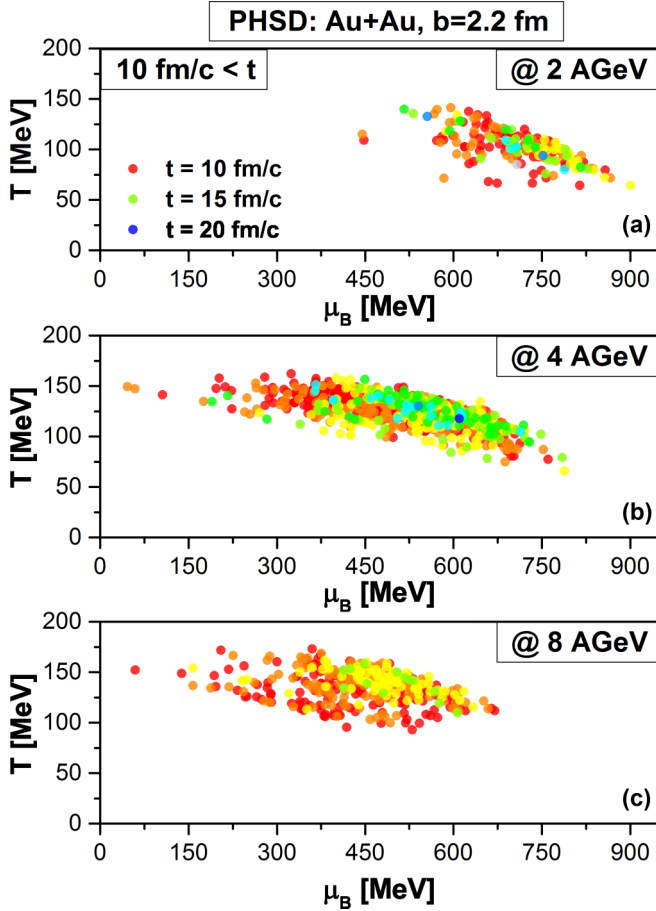 PHSD: Au+Au, b=2.2 fm
10 fm/c < t
@ 2 AGeV
T [MeV]
200
150
100
50
0
t = 10 fm/c
t = 15 fm/c
t = 20 fm/c
(a)
0 150 300 450 600 750 900
μB [MeV]
@ 4 AGeV
T [MeV]
200
150
100
50
0
(b)
0 150 300 450 600 750 900
μB [MeV]
@ 8 AGeV
T [MeV]
200
150
100
50
0
(c)
0 150 300 450 600 750 900
μB [MeV]